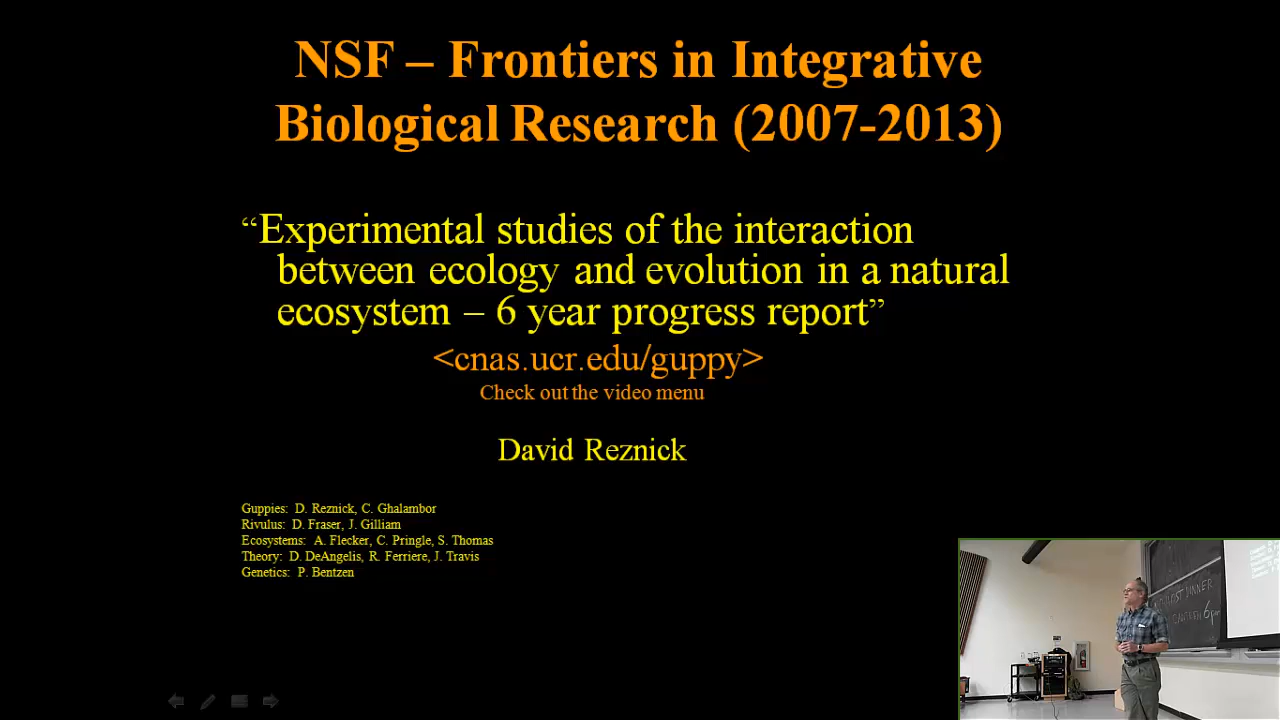 NSF – Frontiers in Integrative
Biological Research (2007-2013)
“Experimental studies of the interaction
between ecology and evolution in a natural
ecosystem – 6 year progress report”
<cnas.ucr.edu/guppy>
Check out the video menu
David Reznick
Guppies: D. Reznick, C. Ghalambor
Rivulus: D. Fraser, J. Gilliam
Ecosystems: A. Flecker, C. Pringle, S. Thomas
Theory: D. DeAngelis, R. Ferriere, J. Travis
Genetics: P. Bentzen
DINNER
6pm